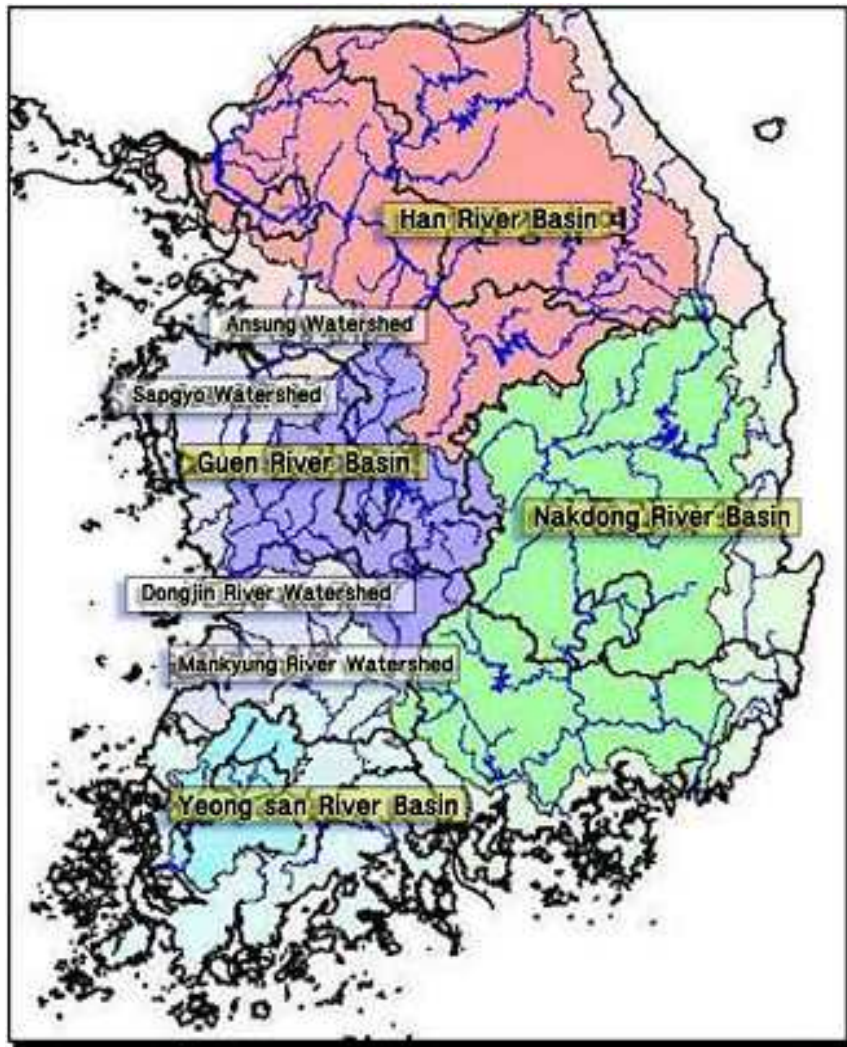 Han River Basin
Ansung Watershed
Sapgyo Watershed
Guen River Basin
Nakdong River Basin
Dongjin River Watershed
Mankyung River Watershed
Yeong san River Basin